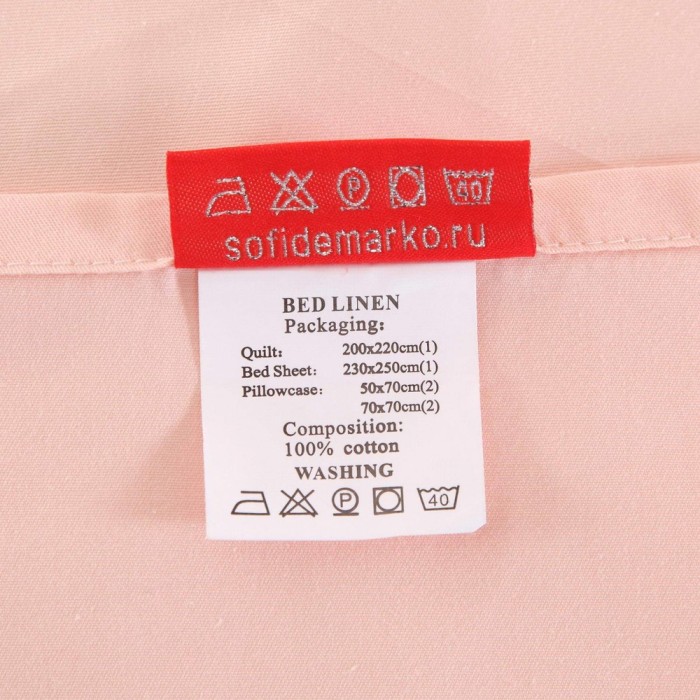 P 40
sofidemarko.ru
BED LINEN
Packaging:
Quilt: 200x220cm(1)
Bed Sheet: 230x250cm(1)
Pillowcase: 50x70cm(2)
70x70cm(2)
Composition:
100% cotton
WASHING
P 40